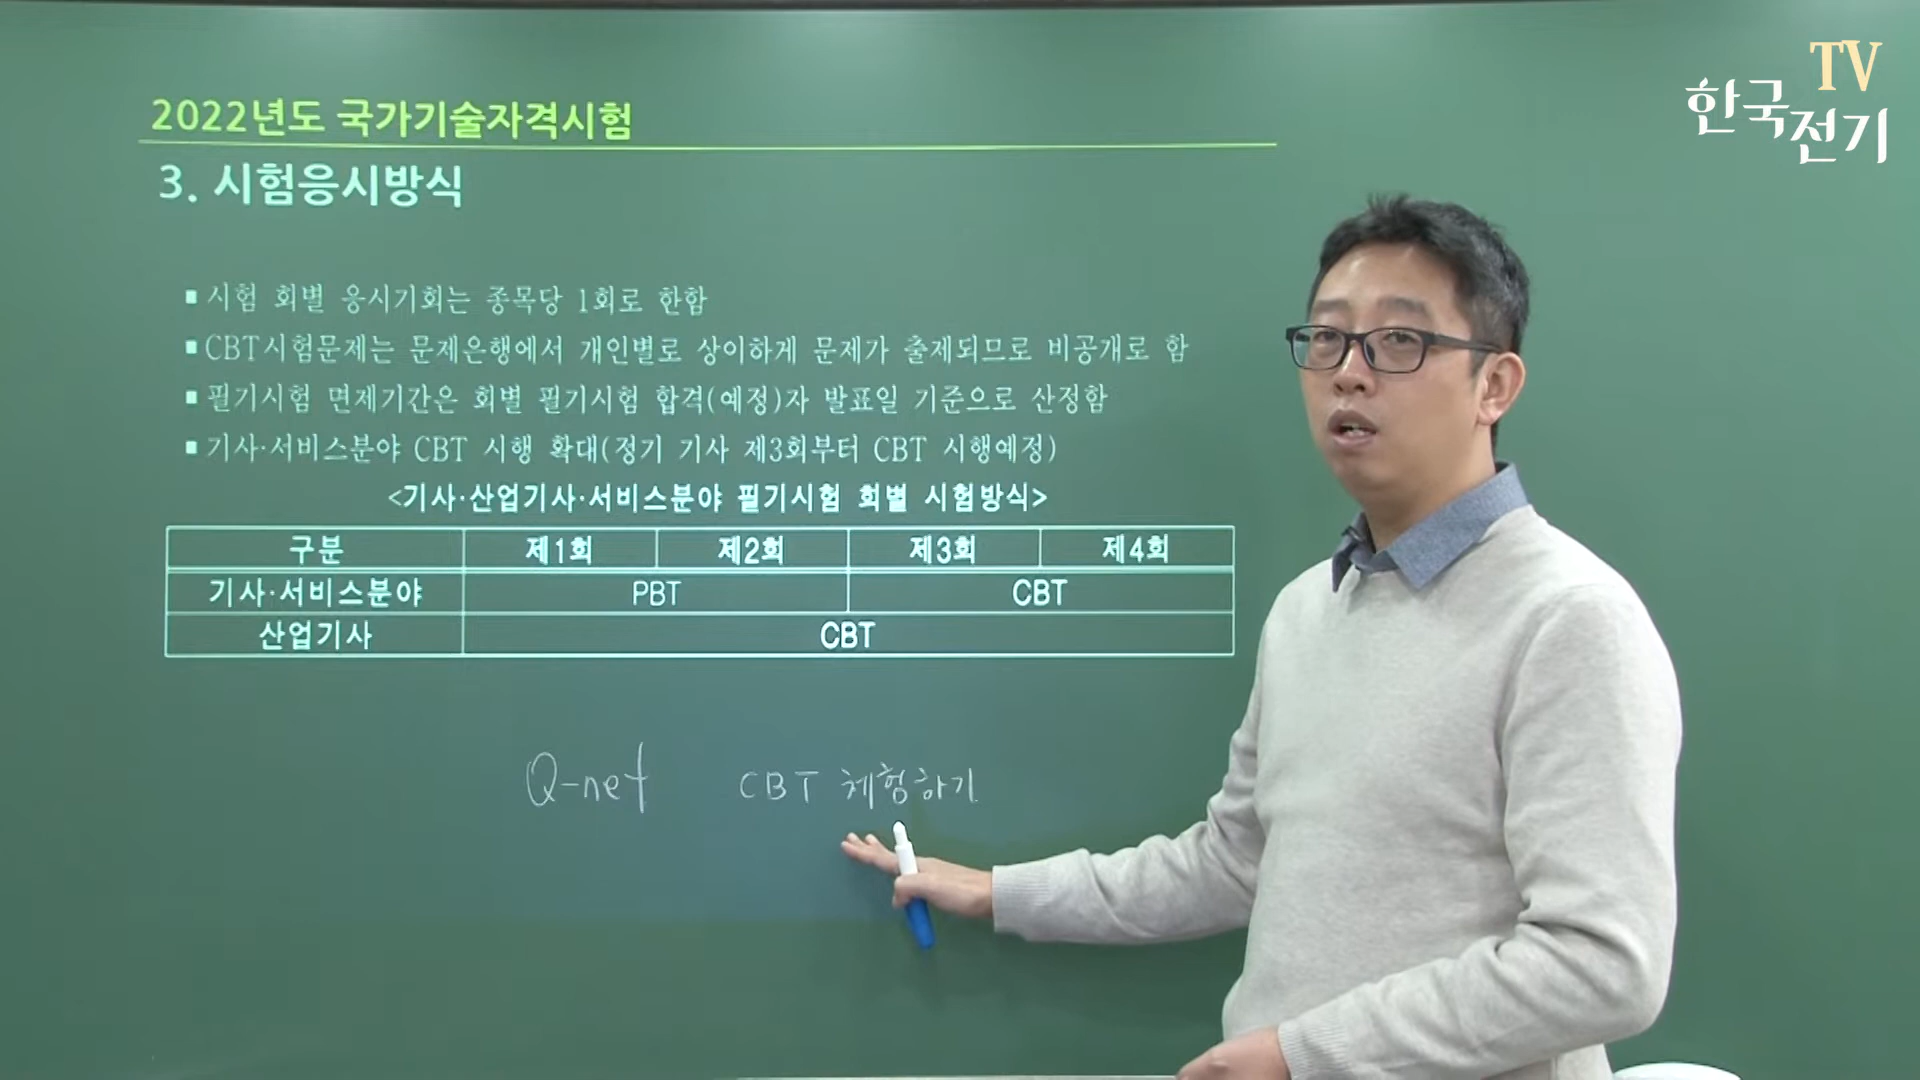 TV
한국전기
2022년도 국가기술자격시험
3. 시험응시방식
▪ 시험 회별 응시기회는 종목당 1회로 한함
▪ CBT시험문제는 문제은행에서 개인별로 상이하게 문제가 출제되므로 비공개로 함
▪ 필기시험 면제기간은 회별 필기시험 합격(예정)자 발표일 기준으로 산정함
▪ 기사·서비스분야 CBT 시행 확대(정기 기사 제3회부터 CBT 시행예정)
<기사·산업기사·서비스분야 필기시험 회별 시험방식>
구분 제1회 제2회 제3회 제4회
기사·서비스분야 PBT CBT
산업기사 CBT
Q-net CBT 체험하기